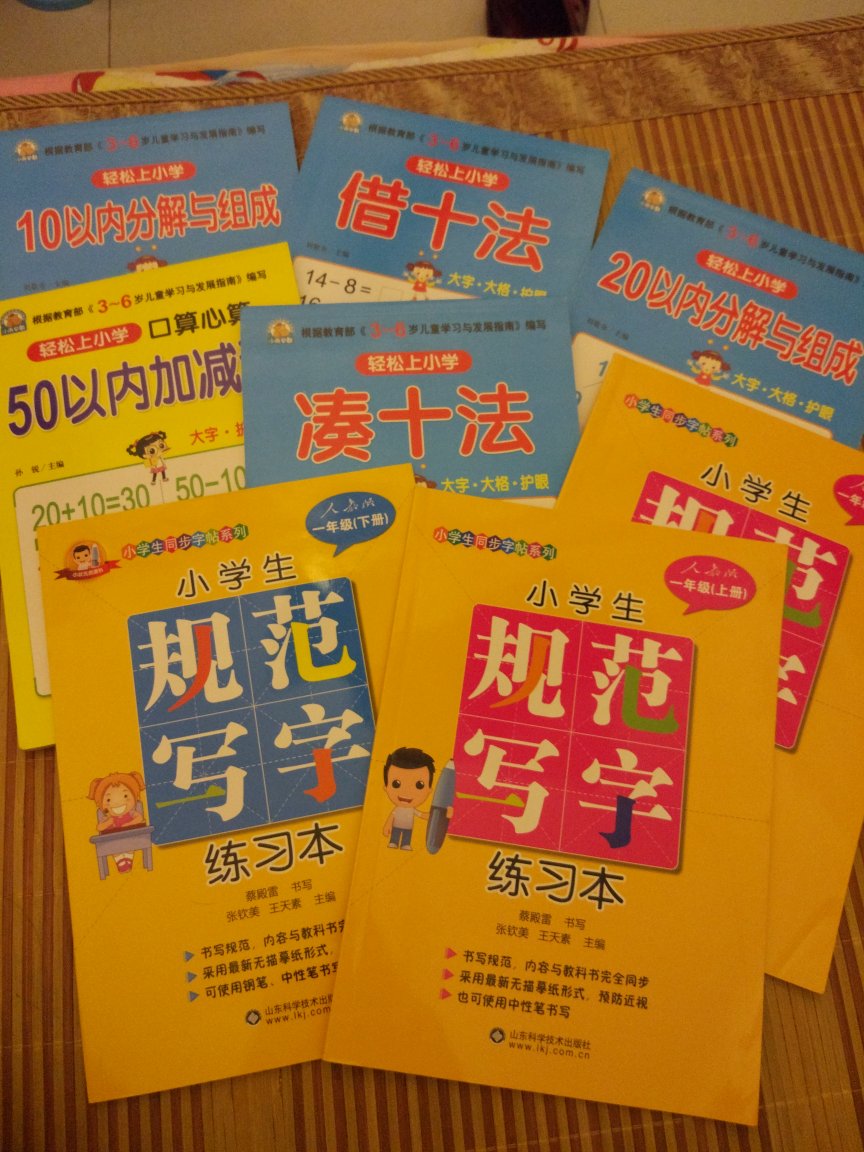 根据教育部《3~6岁儿童学习与发展指南》编写
轻松上小学
10以内分解与组成
根据教育部《3~6岁儿童学习与发展指南》编写
轻松上小学
借十法
大字·大格·护眼
14-8=
根据教育部《3~6岁儿童学习与发展指南》编写
轻松上小学
20以内分解与组成
大字·大格·护眼
根据教育部《3~6岁儿童学习与发展指南》编写
轻松上小学
口算心算
50以内加减
大字·护
孙锐/主编
20+10=30
50-10
根据教育部《3~6岁儿童学习与发展指南》编写
轻松上小学
凑十法
大字·大格·护眼
小学生同步字帖系列
小学生
规范
小学生同步字帖系列
人教版
一年级(下册)
小学生
规范
写字
练习本
蔡殿雷 书写
张钦美 王天素 主编
书写规范，内容与教科书完
采用最新无描摹纸形式，
可使用钢笔、中性笔书写
山东科学技术出版
www.lkj.com
小学生同步字帖系列
人教版
一年级(上册)
小学生
规范
写字
练习本
蔡殿雷 书写
张钦美 王天素 主编
书写规范，内容与教科书完全同步
采用最新无描摹纸形式，预防近视
也可使用中性笔书写
山东科学技术出版社
www.lkj.com.cn